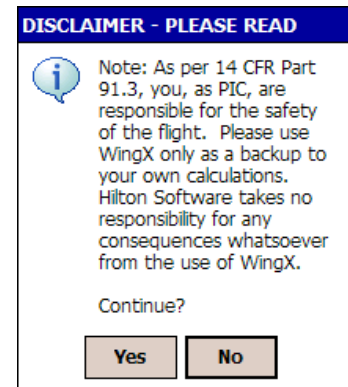 DISCLAIMER - PLEASE READ
Note: As per 14 CFR Part
91.3, you, as PIC, are
responsible for the safety
of the flight.  Please use
WingX only as a backup to
your own calculations.
Hilton Software takes no
responsibility for any
consequences whatsoever
from the use of WingX.
Continue?
Yes No